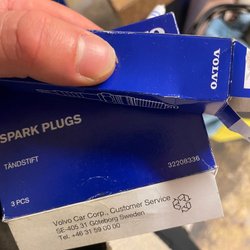 VOLVO
SPARK PLUGS
TÄNDSTIFT
32208336
3 PCS
Volvo Car Corp., Customer Service
SE-405 31 Göteborg Sweden
Tel +46 31 59 00 00